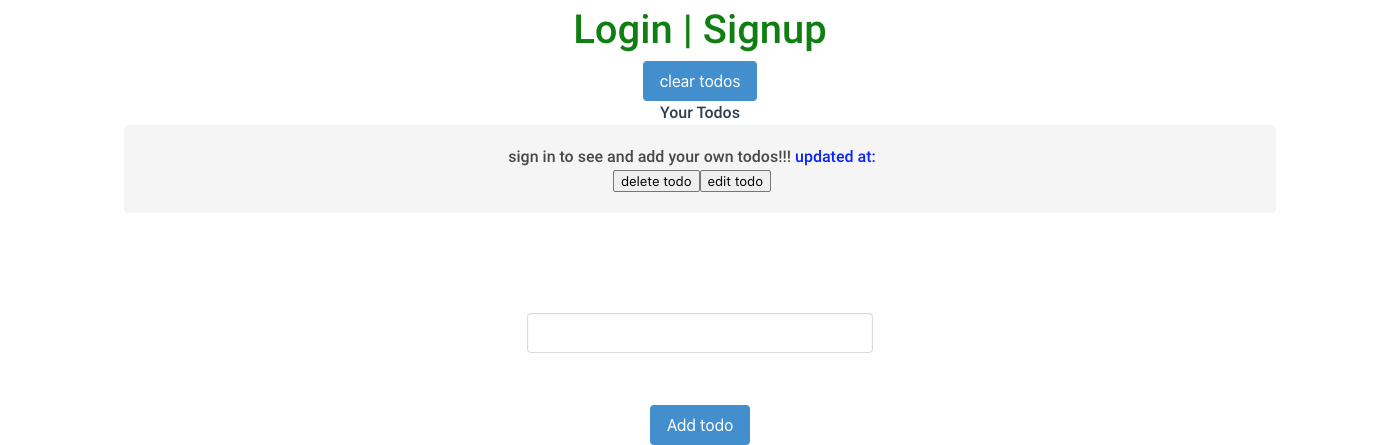 Login | Signup
clear todos
Your Todos
sign in to see and add your own todos!!! updated at:
delete todo edit todo
Add todo